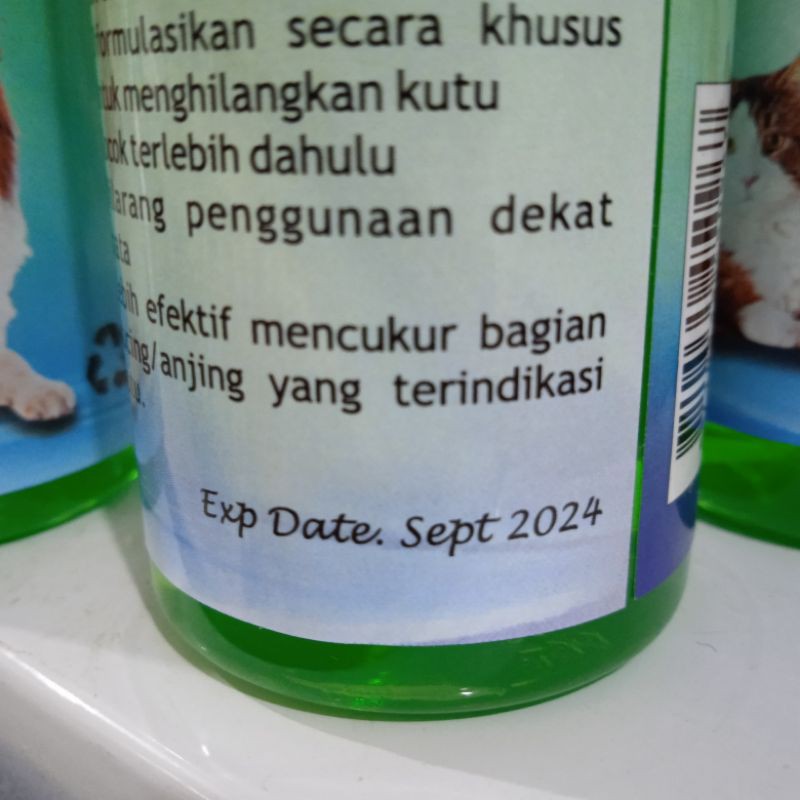 formulasikan secara khusus
menghilangkan kutu
terlebih dahulu
penggunaan dekat
efektif mencukur bagian
anjing yang terindikasi
Exp Date. Sept 2024